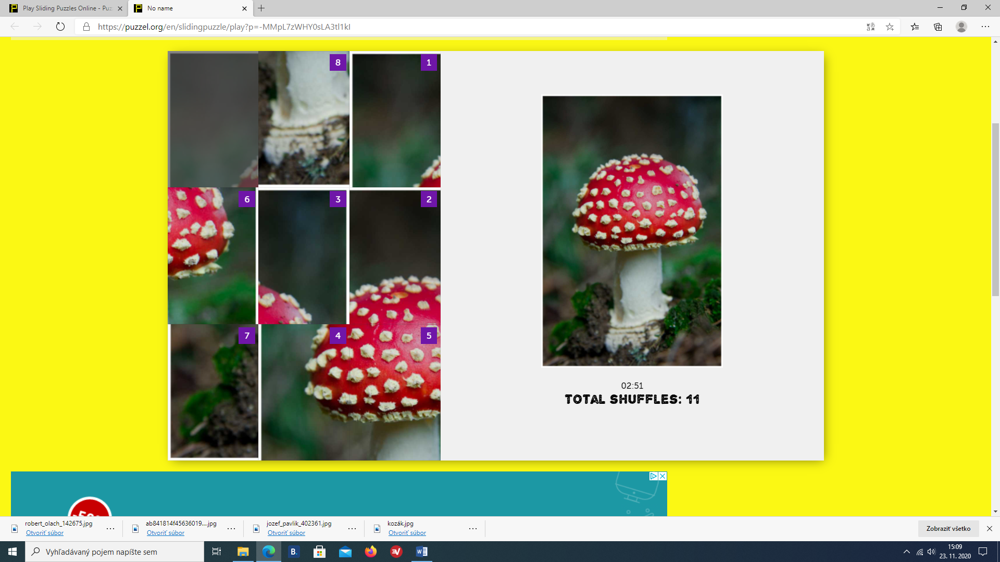 Play Sliding Puzzles Online - Puz
No name
https://puzzel.org/en/slidingpuzzle/play?p=-MMpL7zWHY0sLA3tl1kI
8
1
6
3
2
7
4
5
02:51
TOTAL SHUFFLES: 11
robert_olach_142675.jpg
Otvoriť súbor
ab841814f45636019....jpg
Otvoriť súbor
jozef_pavlik_402361.jpg
Otvoriť súbor
kozák.jpg
Otvoriť súbor
Zobraziť všetko
Vyhľadávaný pojem napíšte sem
B.
15:09
23. 11. 2020